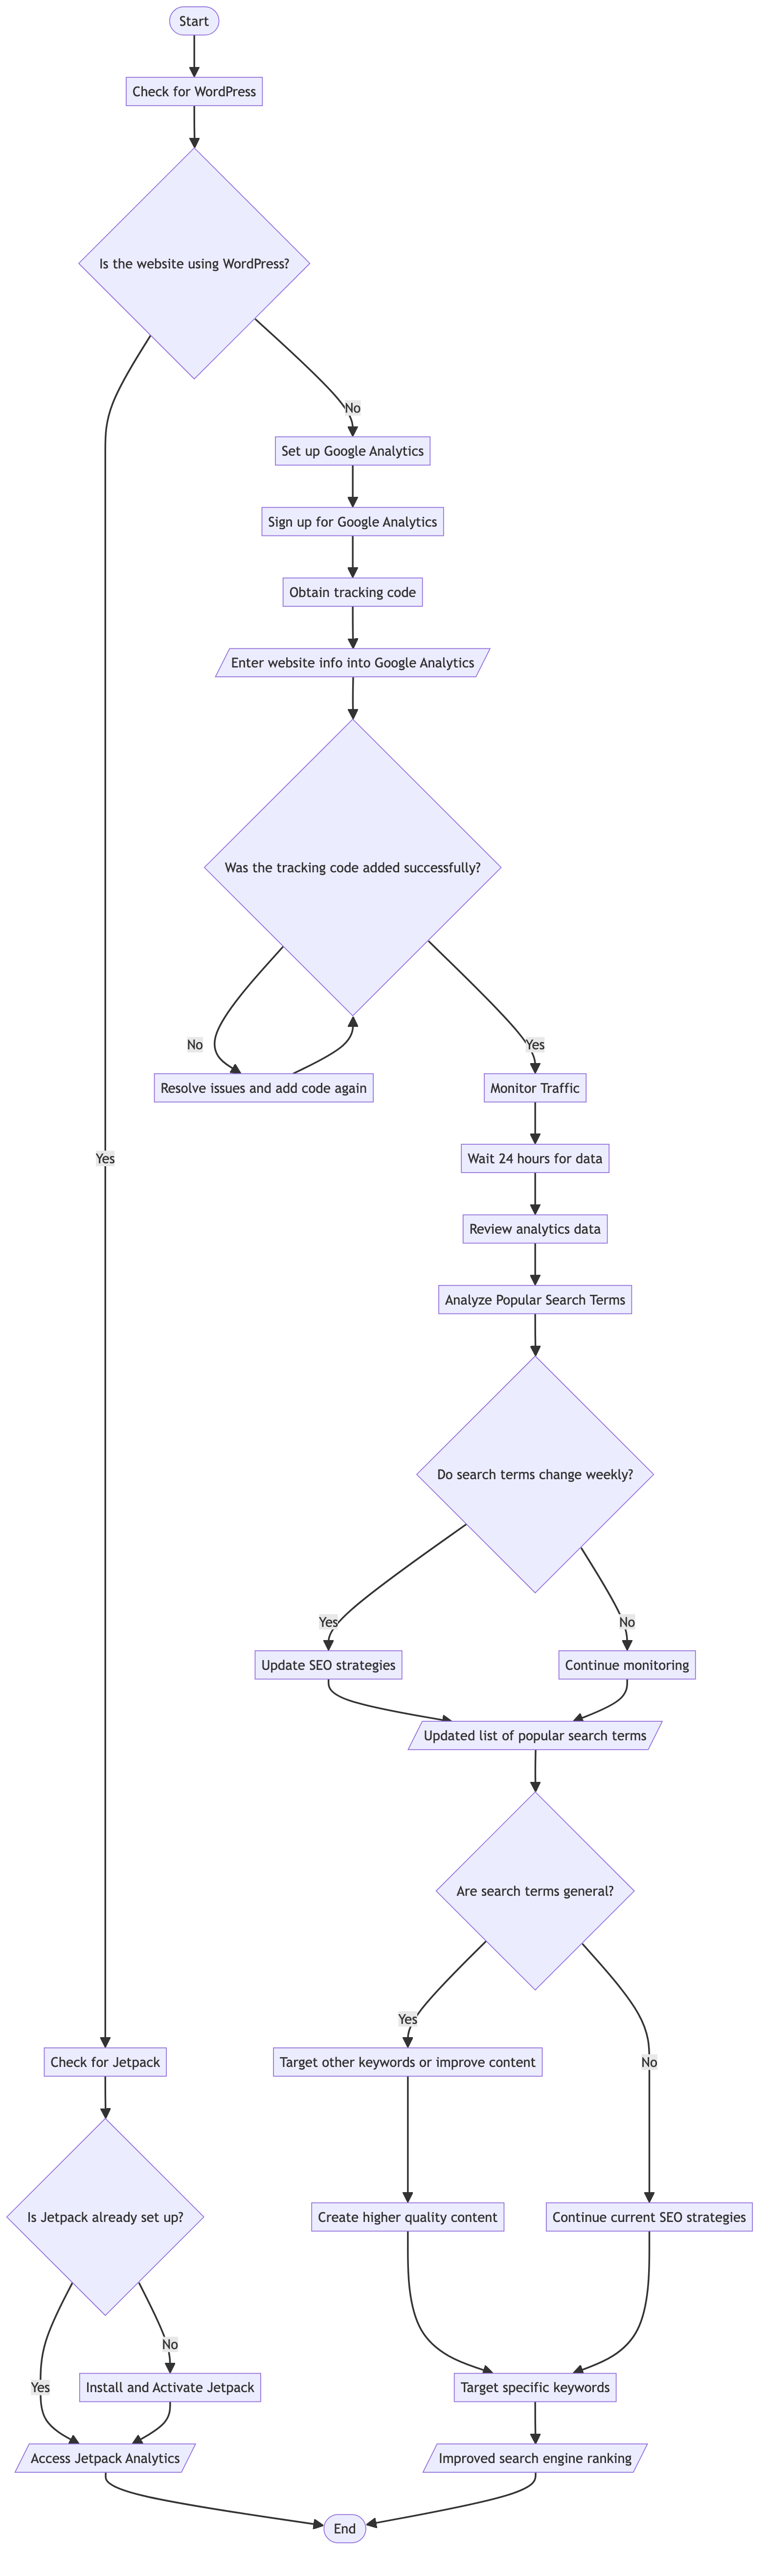 Start
Check for WordPress
Is the website using WordPress?
No
Set up Google Analytics
Sign up for Google Analytics
Obtain tracking code
Enter website info into Google Analytics
Was the tracking code added successfully?
No
Yes
Resolve issues and add code again
Monitor Traffic
Yes
Wait 24 hours for data
Review analytics data
Analyze Popular Search Terms
Do search terms change weekly?
Yes
No
Update SEO strategies
Continue monitoring
Updated list of popular search terms
Are search terms general?
Yes
No
Check for Jetpack
Target other keywords or improve content
Is Jetpack already set up?
Create higher quality content
Continue current SEO strategies
Yes
No
Install and Activate Jetpack
Target specific keywords
Access Jetpack Analytics
Improved search engine ranking
End